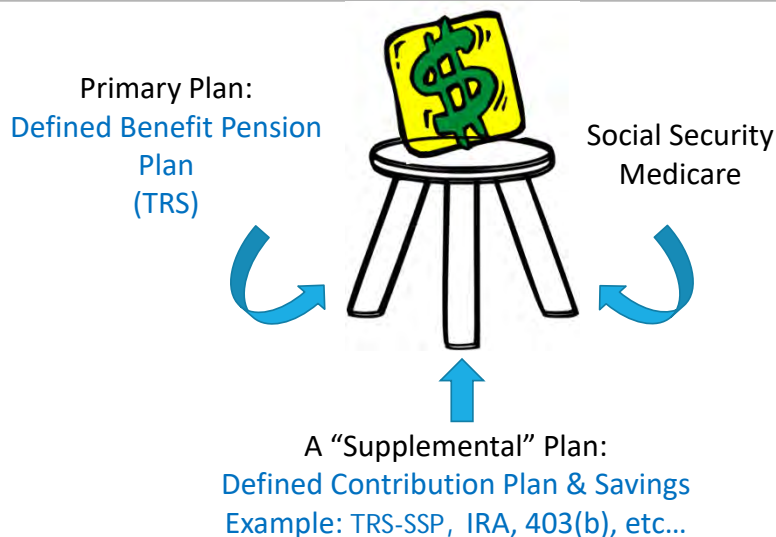 Primary Plan:
Defined Benefit Pension
Plan
(TRS)
$
Social Security
Medicare
A “Supplemental” Plan:
Defined Contribution Plan & Savings
Example: TRS-SSP, IRA, 403(b), etc…